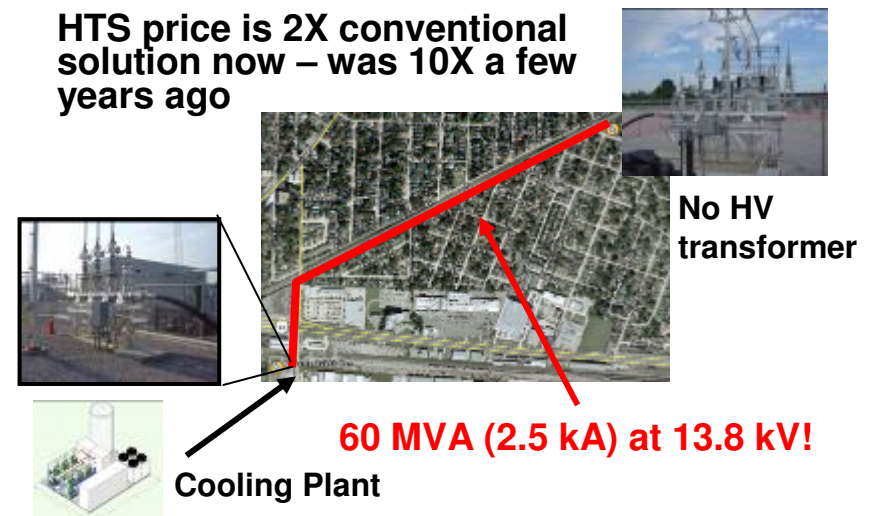 HTS price is 2X conventional
solution now – was 10X a few
years ago
No HV
transformer
60 MVA (2.5 kA) at 13.8 kV!
Cooling Plant